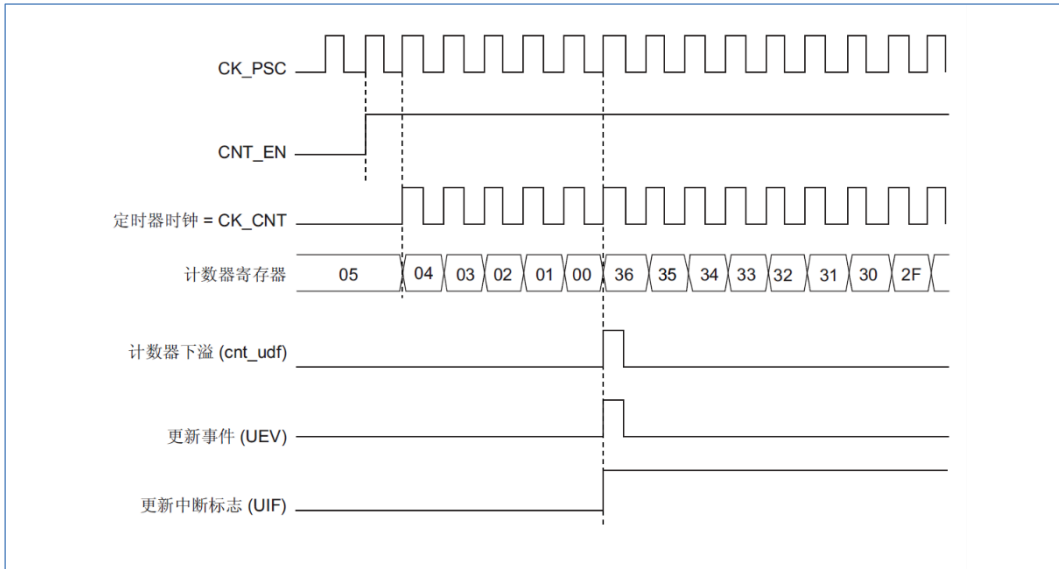 CK_PSC
CNT_EN
定时器时钟 = CK_CNT
计数器寄存器 05 04 03 02 01 00 36 35 34 33 32 31 30 2F
计数器下溢 (cnt_udf)
更新事件 (UEV)
更新中断标志 (UIF)